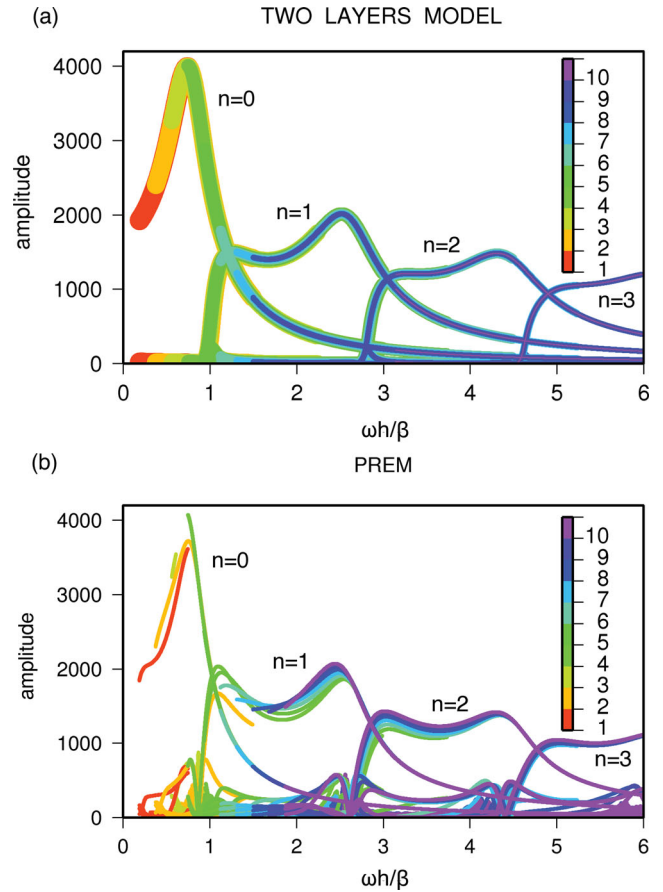 (a)
TWO LAYERS MODEL
amplitude
4000
3000
2000
1000
0
n=0
n=1
n=2
n=3
10
9
8
7
6
5
4
3
2
1
0 1 2 3 4 5 6
ωh/β
(b)
PREM
amplitude
4000
3000
2000
1000
0
n=0
n=1
n=2
n=3
10
9
8
7
6
5
4
3
2
1
0 1 2 3 4 5 6
ωh/β